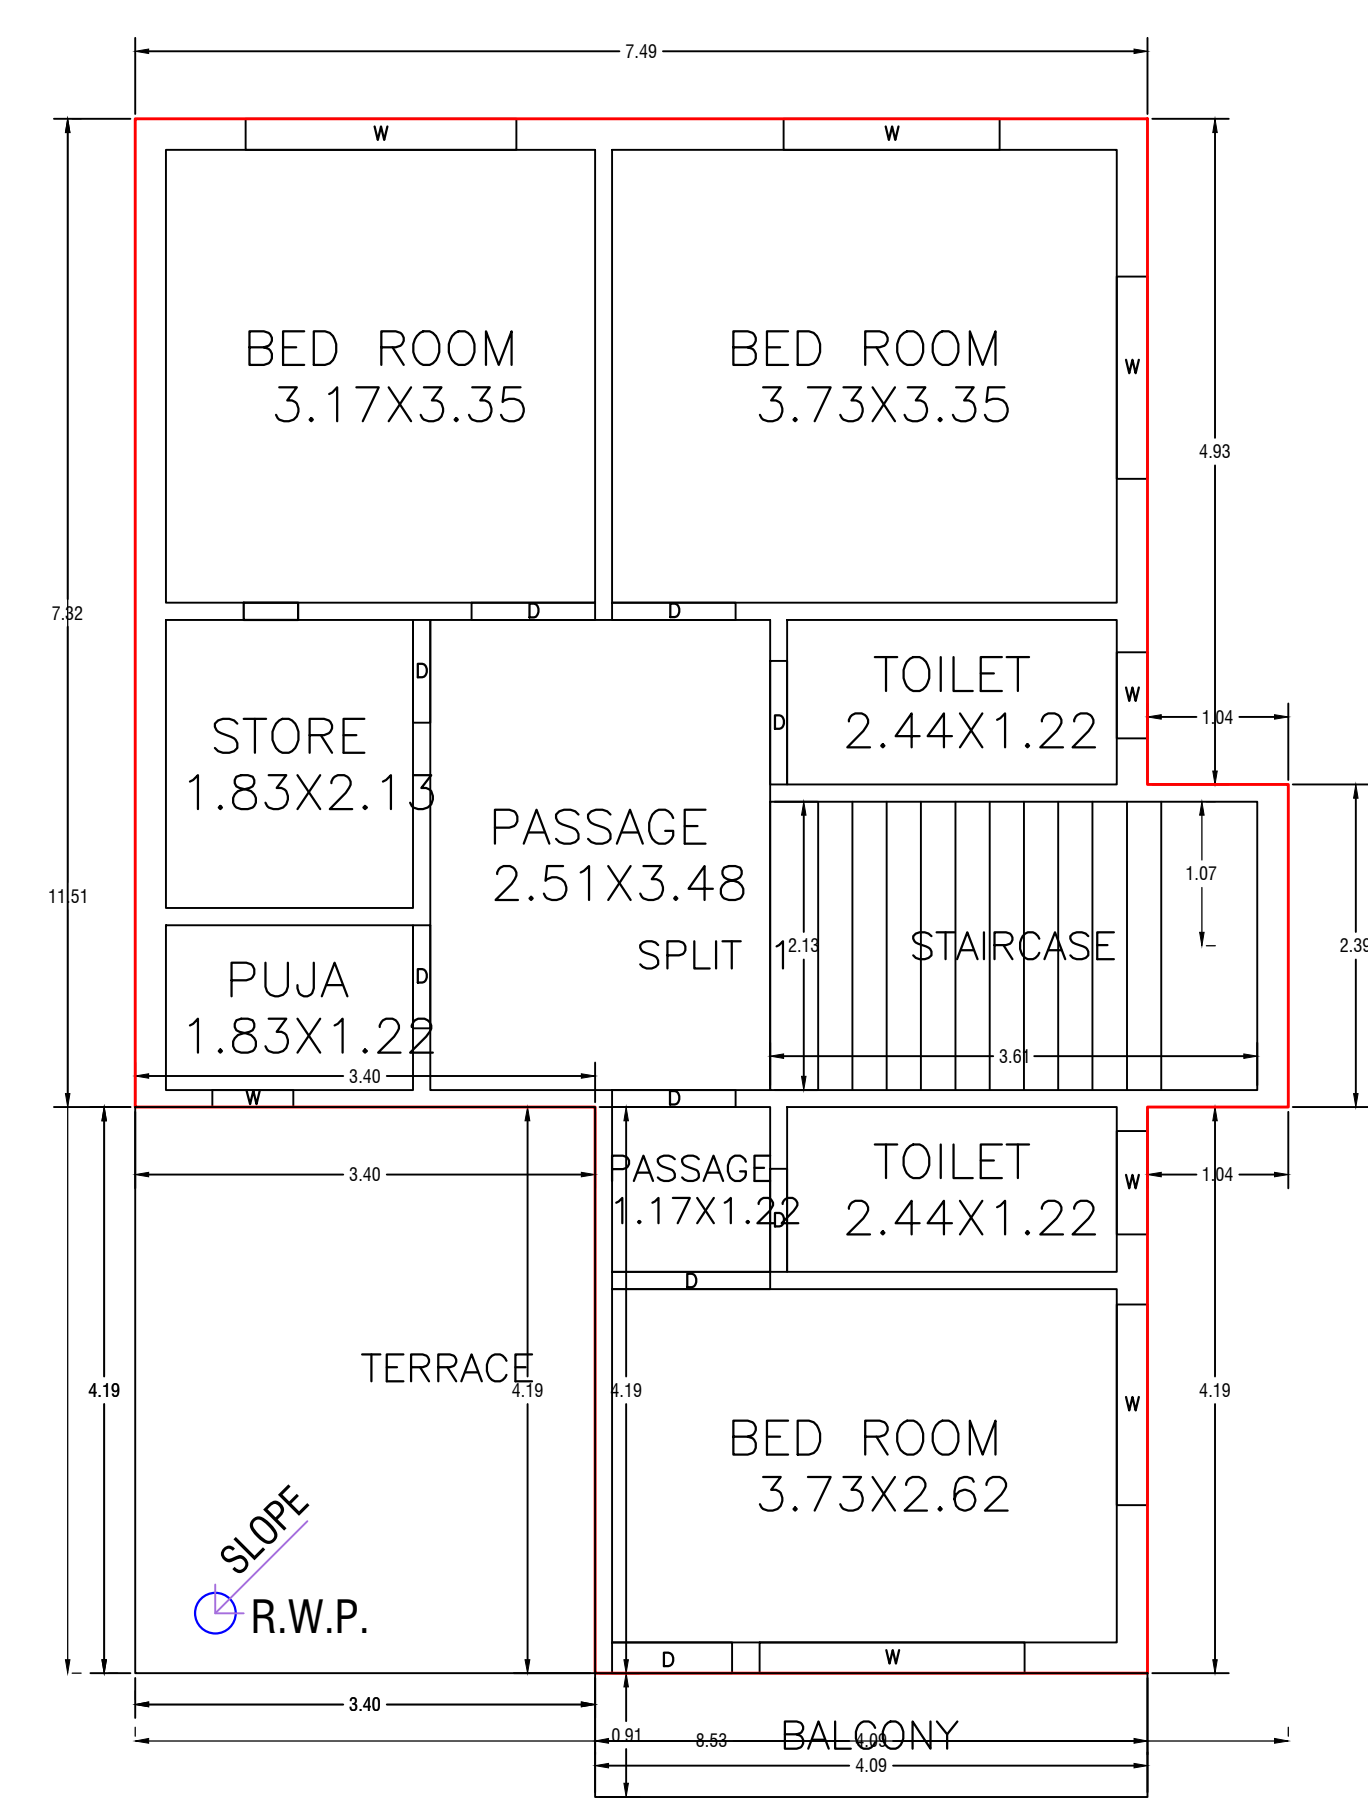 7.49
W
W
BED ROOM
3.17X3.35
BED ROOM
3.73X3.35
W
4.93
7.32
D
D
D
TOILET
2.44X1.22
W
D
1.04
STORE
1.83X2.13
PASSAGE
2.51X3.48
11.51
1.07
SPLIT 1
2.13
STAIRCASE
2.39
PUJA
1.83X1.22
D
3.61
3.40
W
D
PASSAGE
1.17X1.22
D
TOILET
2.44X1.22
W
1.04
3.40
D
TERRACE
4.19
4.19
4.19
4.19
W
BED ROOM
3.73X2.62
SLOPE
R.W.P.
D
W
3.40
0.91
BALCONY
8.53
4.09
4.09